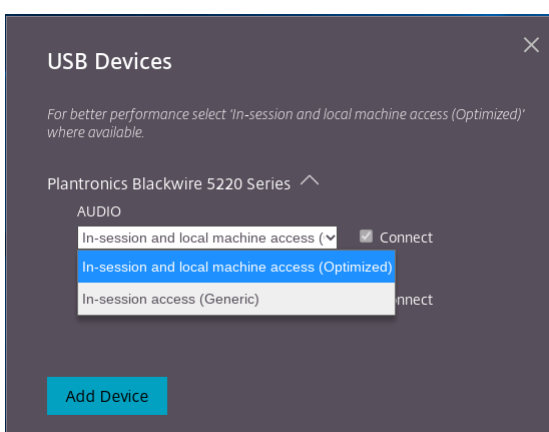 USB Devices
For better performance select 'In-session and local machine access (Optimized)'
where available.
Plantronics Blackwire 5220 Series
AUDIO
In-session and local machine access (
Connect
In-session and local machine access (Optimized)
In-session access (Generic)
nnect
Add Device